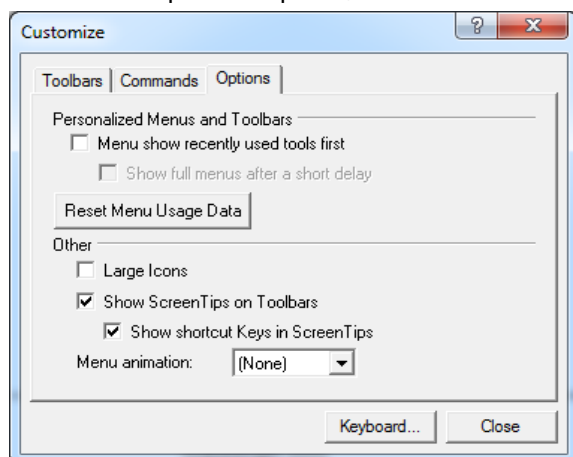 Customize
Toolbars Commands Options
Personalized Menus and Toolbars
Menu show recently used tools first
Show full menus after a short delay
Reset Menu Usage Data
Other
Large Icons
Show ScreenTips on Toolbars
Show shortcut Keys in ScreenTips
Menu animation: (None)
Keyboard... Close